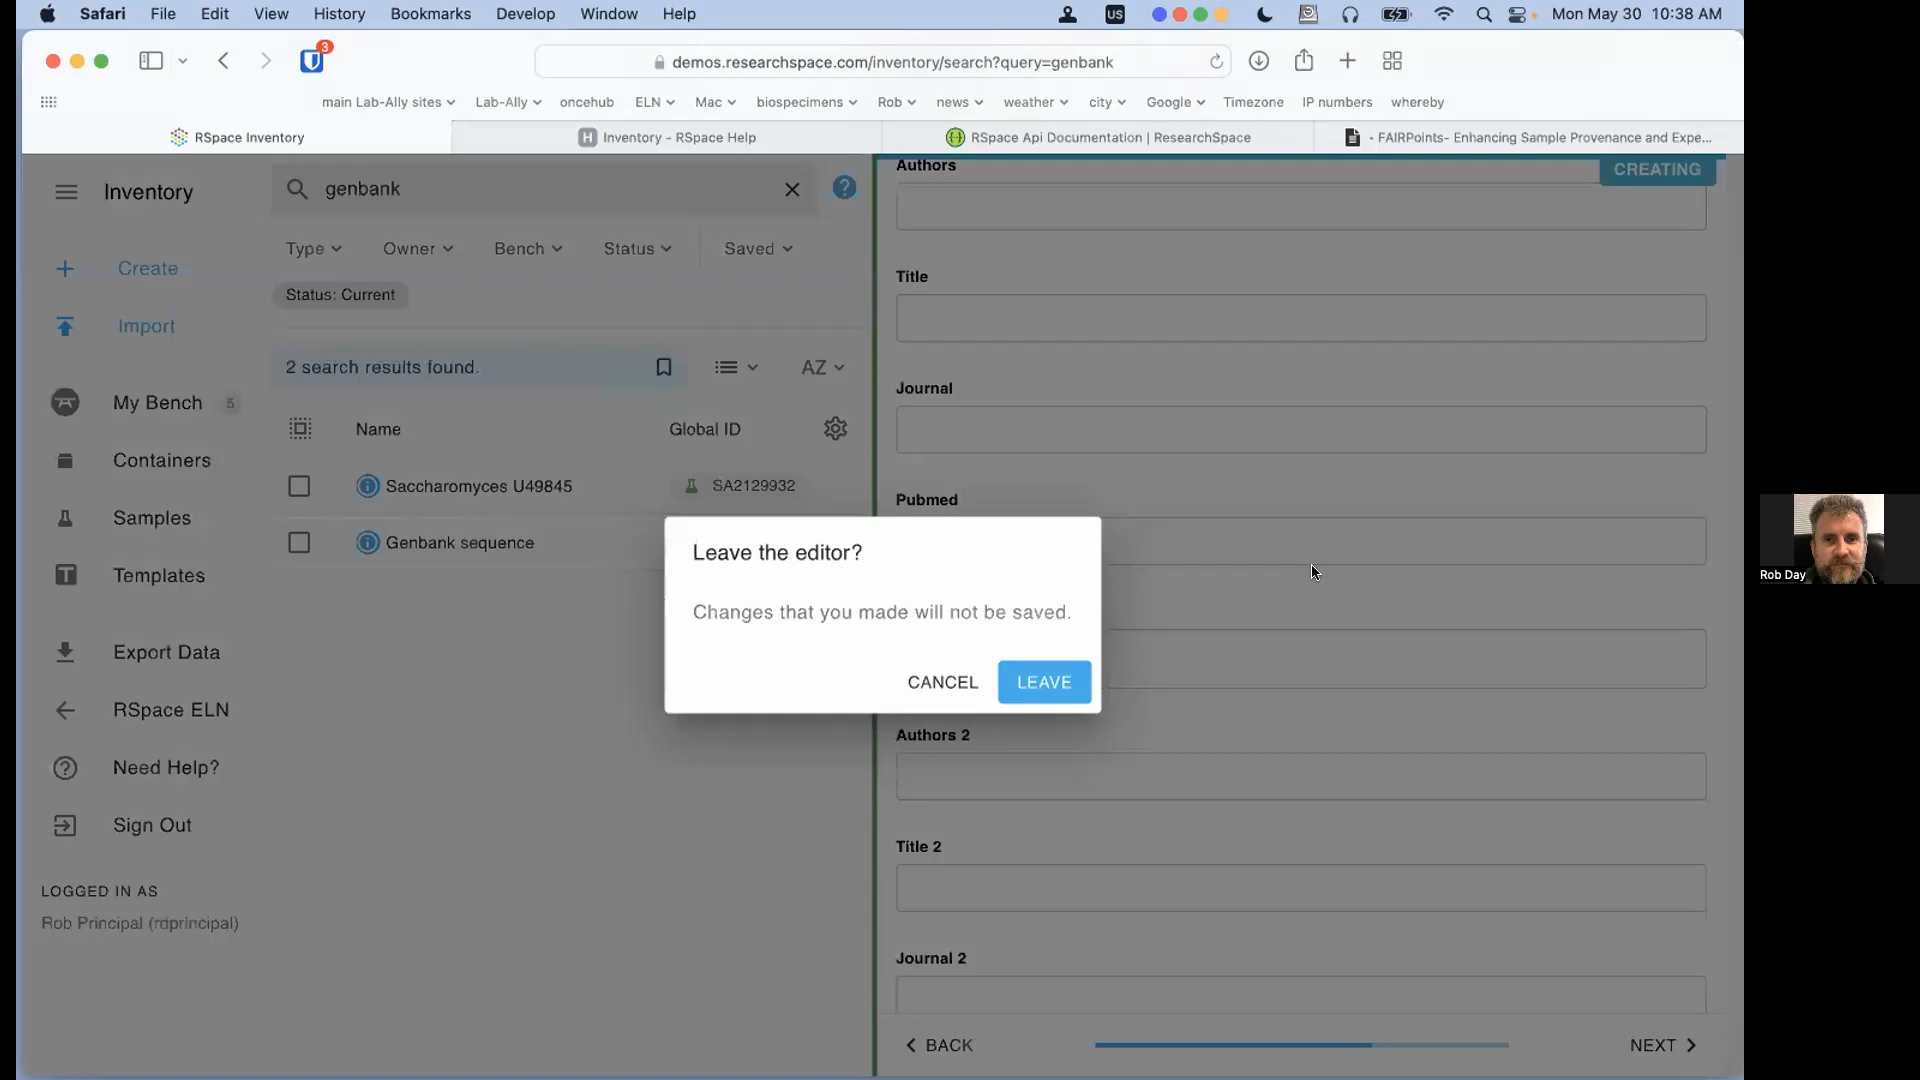 Safari File Edit View History Bookmarks Develop Window Help US Mon May 30 10:38 AM
3
demos.researchspace.com/inventory/search?query=genbank
main Lab-Ally sites Lab-Ally oncehub ELN Mac biospecimens Rob news weather city Google Timezone IP numbers whereby
RSpace Inventory
H Inventory - RSpace Help
RSpace Api Documentation | ResearchSpace
- FAIRPoints- Enhancing Sample Provenance and Expe...
Inventory
Create
Import
My Bench 5
Containers
Samples
Templates
Export Data
RSpace ELN
Need Help?
Sign Out
LOGGED IN AS
Rob Principal (rdprincipal)
genbank
Type Owner Bench Status Saved
Status: Current
2 search results found.
AZ
Name Global ID
Saccharomyces U49845 SA2129932
Genbank sequence
Leave the editor?
Changes that you made will not be saved.
CANCEL LEAVE
CREATING
Authors
Title
Journal
Pubmed
Authors 2
Title 2
Journal 2
BACK NEXT
Rob Day